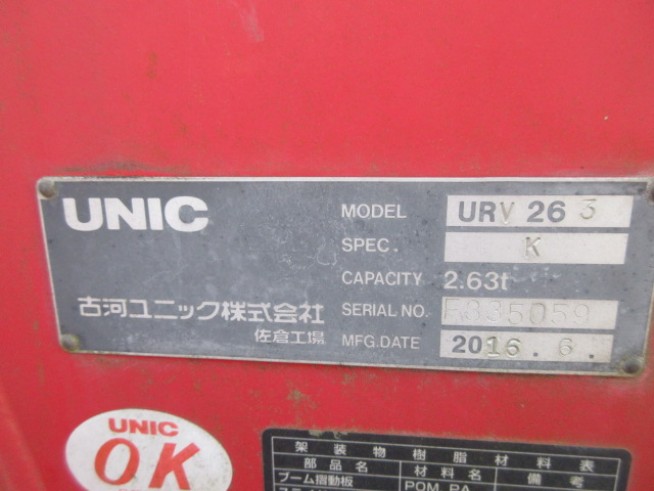 UNIC
MODEL URV 263
SPEC. K
CAPACITY 2.63t
古河ユニック株式会社
SERIAL NO. F335059
佐倉工場
MFG.DATE 2016.6.
UNIC
OK
架装物樹脂材料表
部品名 材料名 備考
ブーム摺動板 POM PA